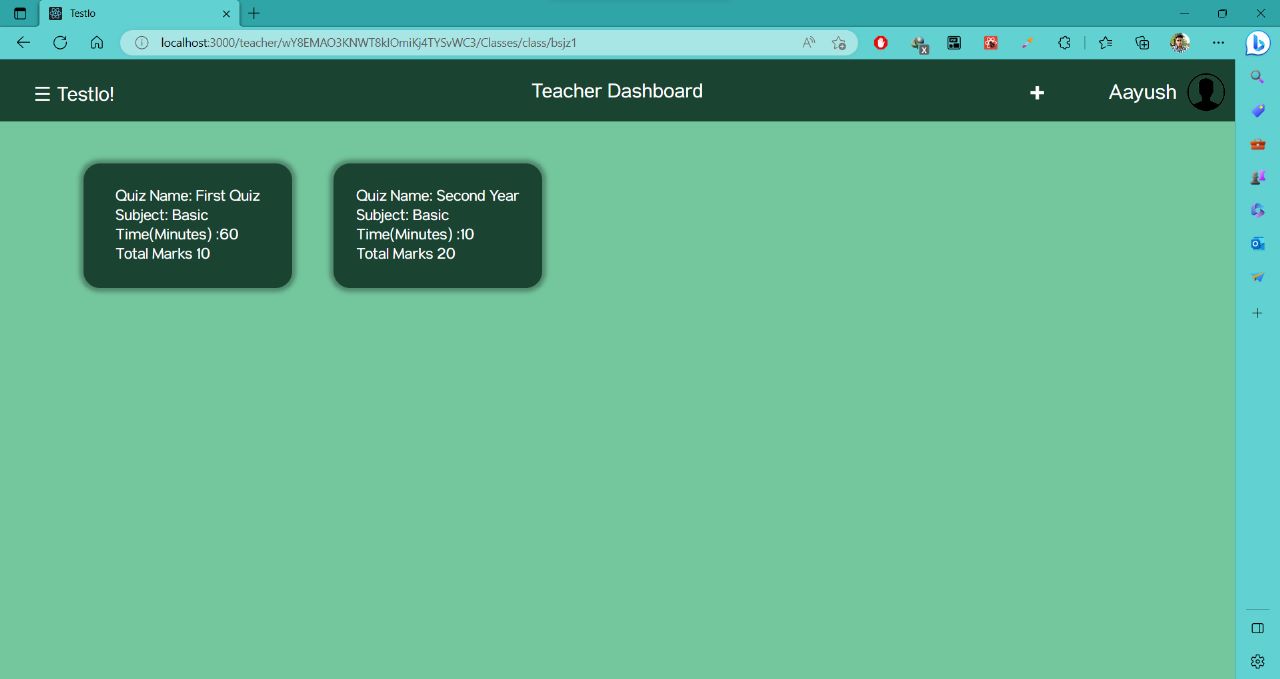 Testlo
localhost:3000/teacher/wY8EMAO3KNWT8kIOmiKj4TYSvWC3/Classes/class/bsjz1
☰ Testlo!
Teacher Dashboard
Aayush
Quiz Name: First Quiz
Subject: Basic
Time(Minutes) :60
Total Marks 10
Quiz Name: Second Year
Subject: Basic
Time(Minutes) :10
Total Marks 20